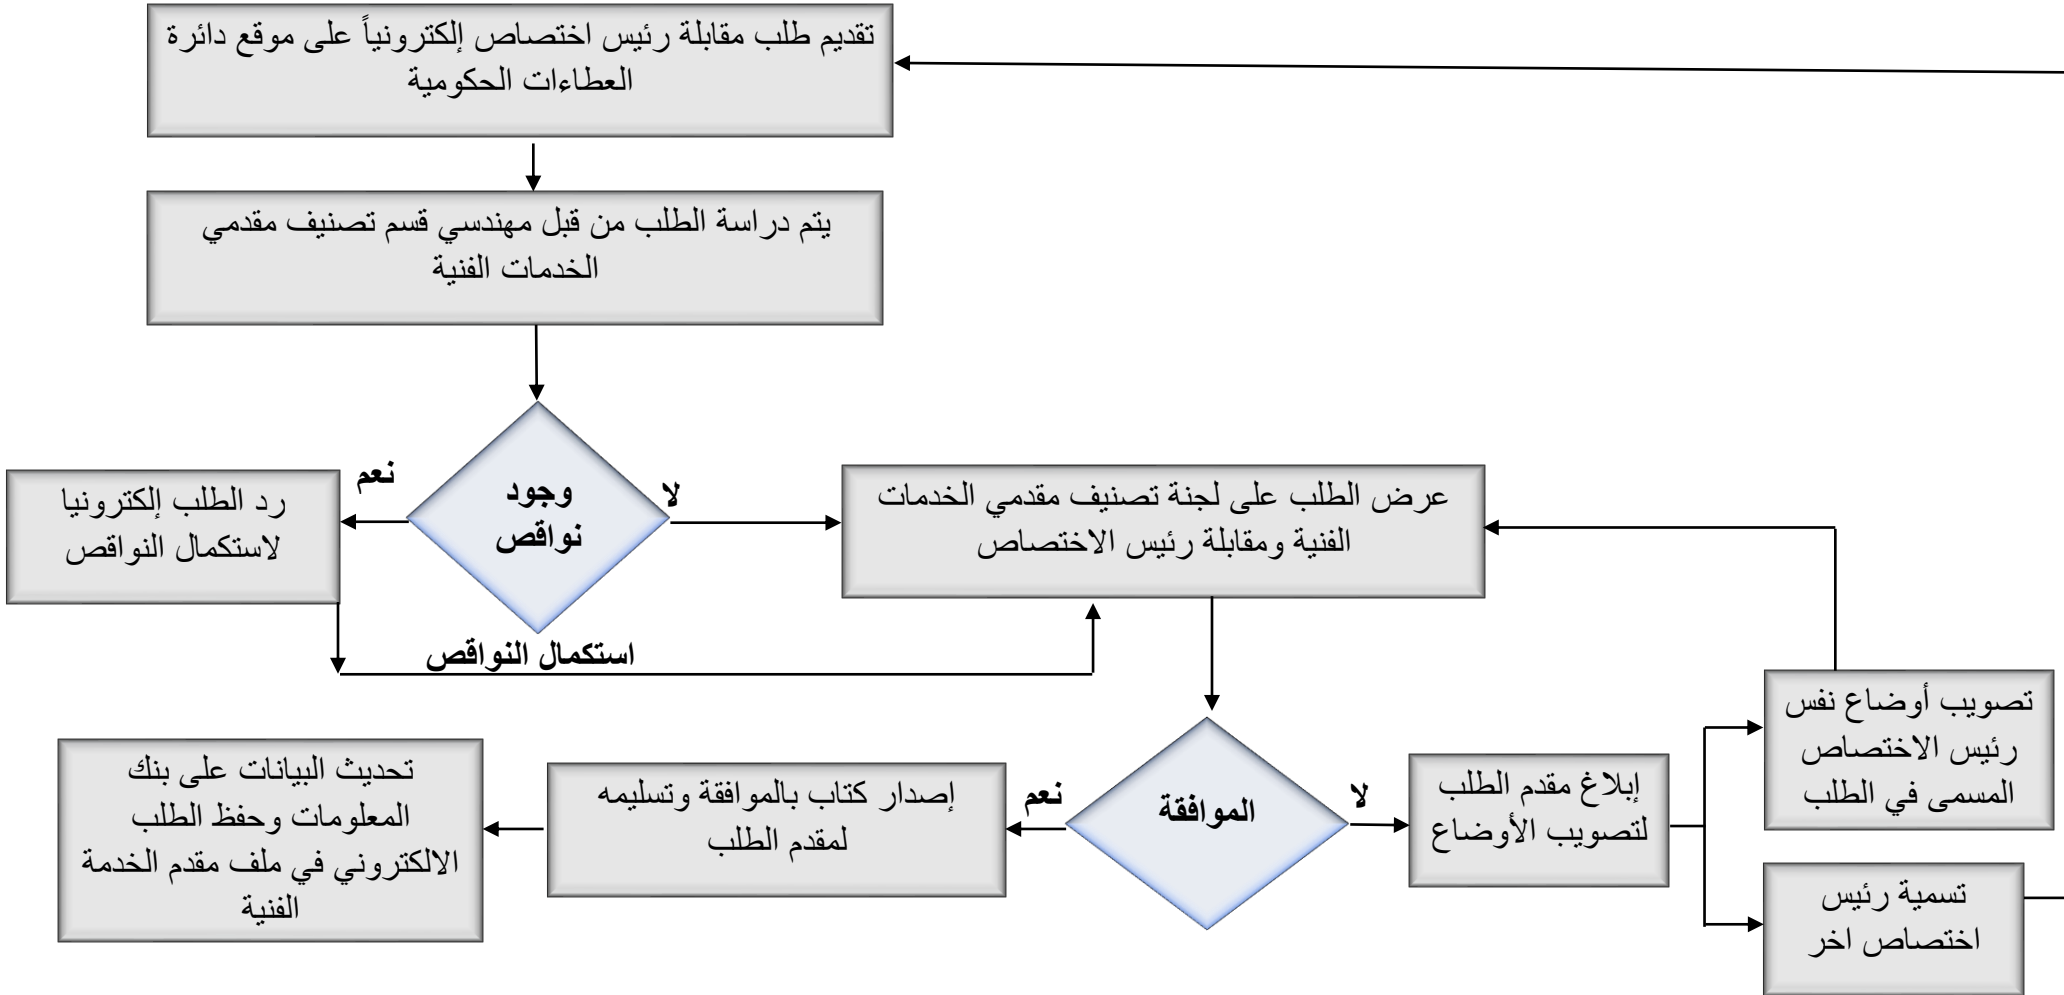 تقديم طلب مقابلة رئيس اختصاص إلكترونياً على موقع دائرة
العطاءات الحكومية
يتم دراسة الطلب من قبل مهندسي قسم تصنيف مقدمي
الخدمات الفنية
وجود
نواقص
نعم
لا
رد الطلب إلكترونيا
لاستكمال النواقص
استكمال النواقص
عرض الطلب على لجنة تصنيف مقدمي الخدمات
الفنية ومقابلة رئيس الاختصاص
الموافقة
نعم
لا
إصدار كتاب بالموافقة وتسليمه
لمقدم الطلب
تحديث البيانات على بنك
المعلومات وحفظ الطلب
الالكتروني في ملف مقدم الخدمة
الفنية
إبلاغ مقدم الطلب
لتصويب الأوضاع
تصويب أوضاع نفس
رئيس الاختصاص
المسمى في الطلب
تسمية رئيس
اختصاص اخر